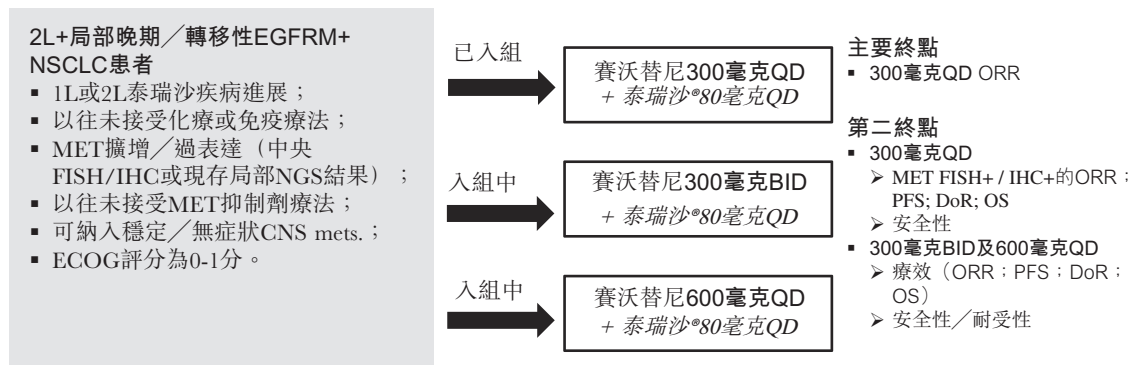 2L+局部晚期／轉移性EGFRM+
NSCLC患者
▪ 1L或2L泰瑞沙疾病進展；
▪ 以往未接受化療或免疫療法；
▪ MET擴增／過表達（中央
FISH/IHC或現存局部NGS結果）；
▪ 以往未接受MET抑制劑療法；
▪ 可納入穩定／無症狀CNS mets.；
▪ ECOG評分為0-1分。
已入組
賽沃替尼300毫克QD
+ 泰瑞沙®80毫克QD
入組中
賽沃替尼300毫克BID
+ 泰瑞沙®80毫克QD
入組中
賽沃替尼600毫克QD
+ 泰瑞沙®80毫克QD
主要終點
▪ 300毫克QD ORR
第二終點
▪ 300毫克QD
➢ MET FISH+ / IHC+的ORR；
PFS; DoR; OS
➢ 安全性
▪ 300毫克BID及600毫克QD
➢ 療效（ORR；PFS；DoR；
OS）
➢ 安全性／耐受性